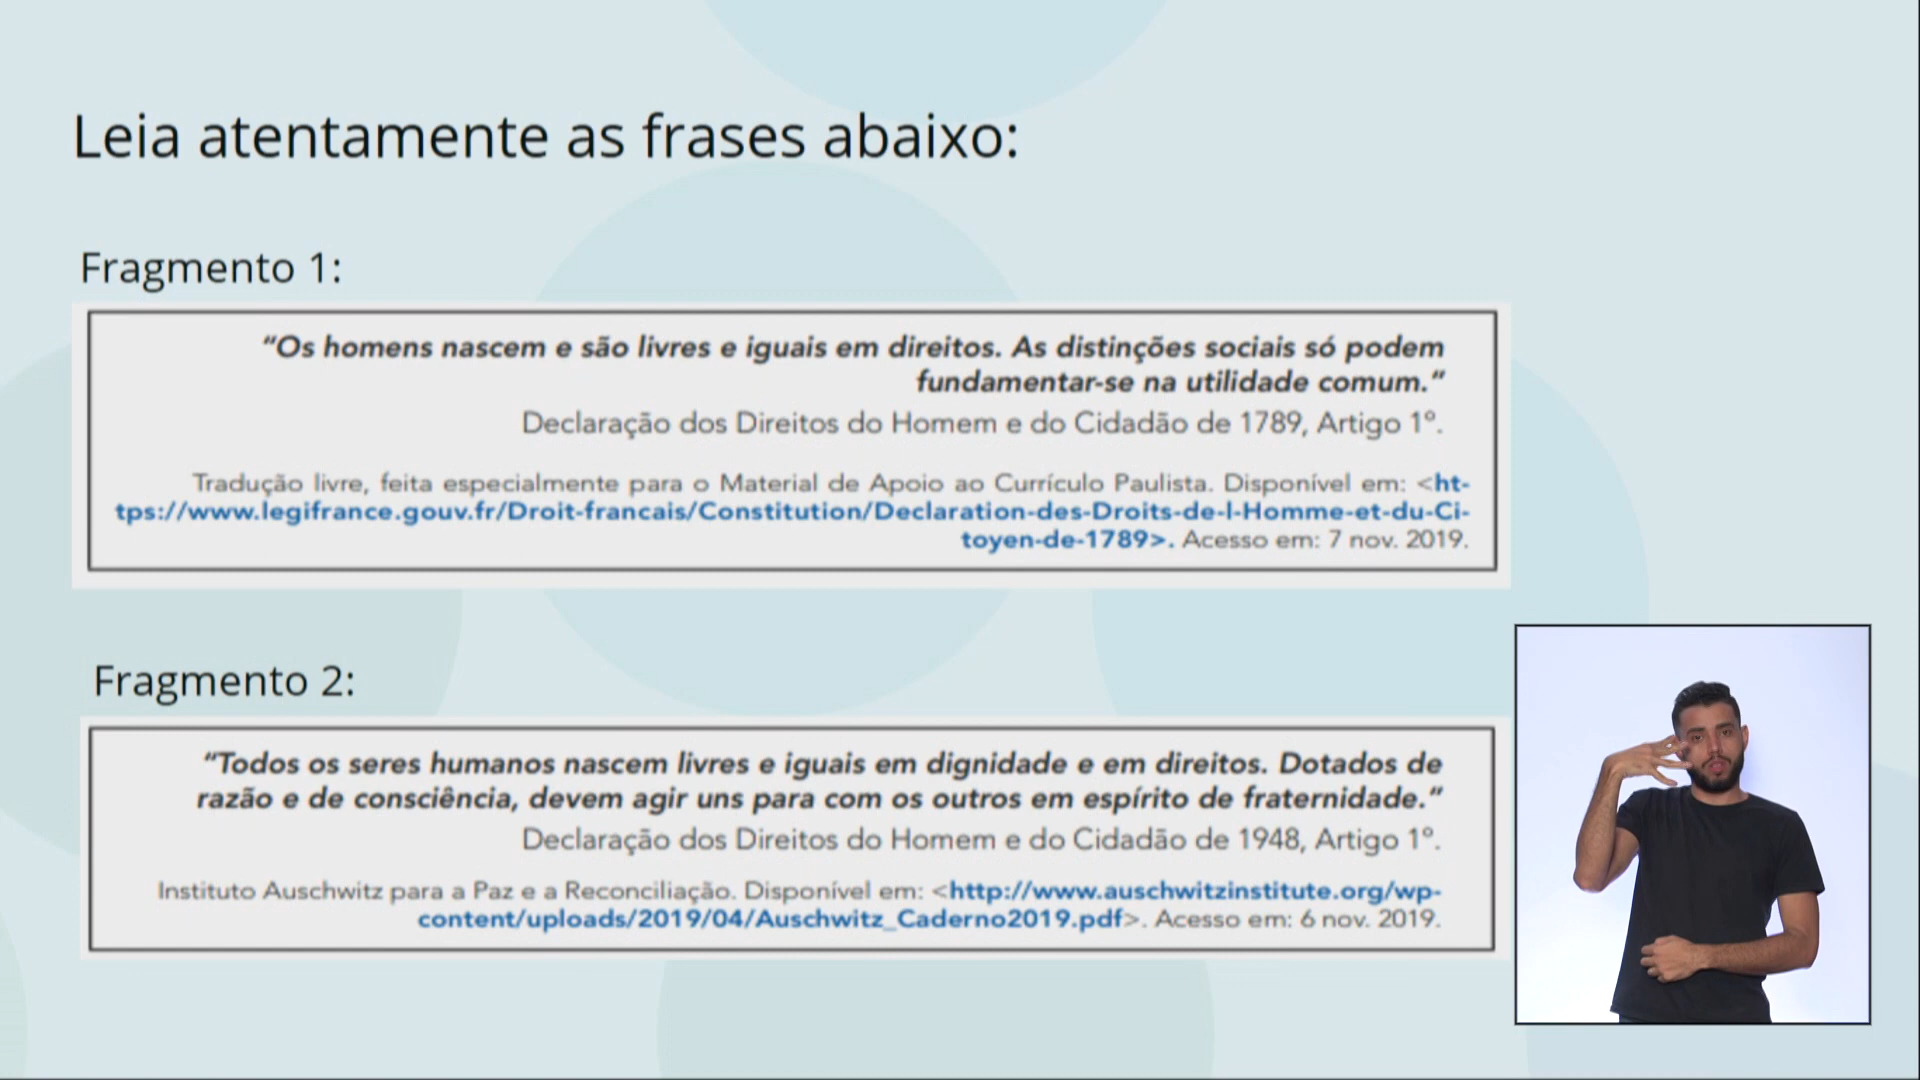 Leia atentamente as frases abaixo:
Fragmento 1:
“Os homens nascem e são livres e iguais em direitos. As distinções sociais só podem
fundamentar-se na utilidade comum.”
Declaração dos Direitos do Homem e do Cidadão de 1789, Artigo 1º.
Tradução livre, feita especialmente para o Material de Apoio ao Currículo Paulista. Disponível em: <ht-
tps://www.legifrance.gouv.fr/Droit-francais/Constitution/Declaration-des-Droits-de-l-Homme-et-du-Ci-
toyen-de-1789>. Acesso em: 7 nov. 2019.
Fragmento 2:
“Todos os seres humanos nascem livres e iguais em dignidade e em direitos. Dotados de
razão e de consciência, devem agir uns para com os outros em espírito de fraternidade.”
Declaração dos Direitos do Homem e do Cidadão de 1948, Artigo 1º.
Instituto Auschwitz para a Paz e a Reconciliação. Disponível em: <http://www.auschwitzinstitute.org/wp-
content/uploads/2019/04/Auschwitz_Caderno2019.pdf>. Acesso em: 6 nov. 2019.